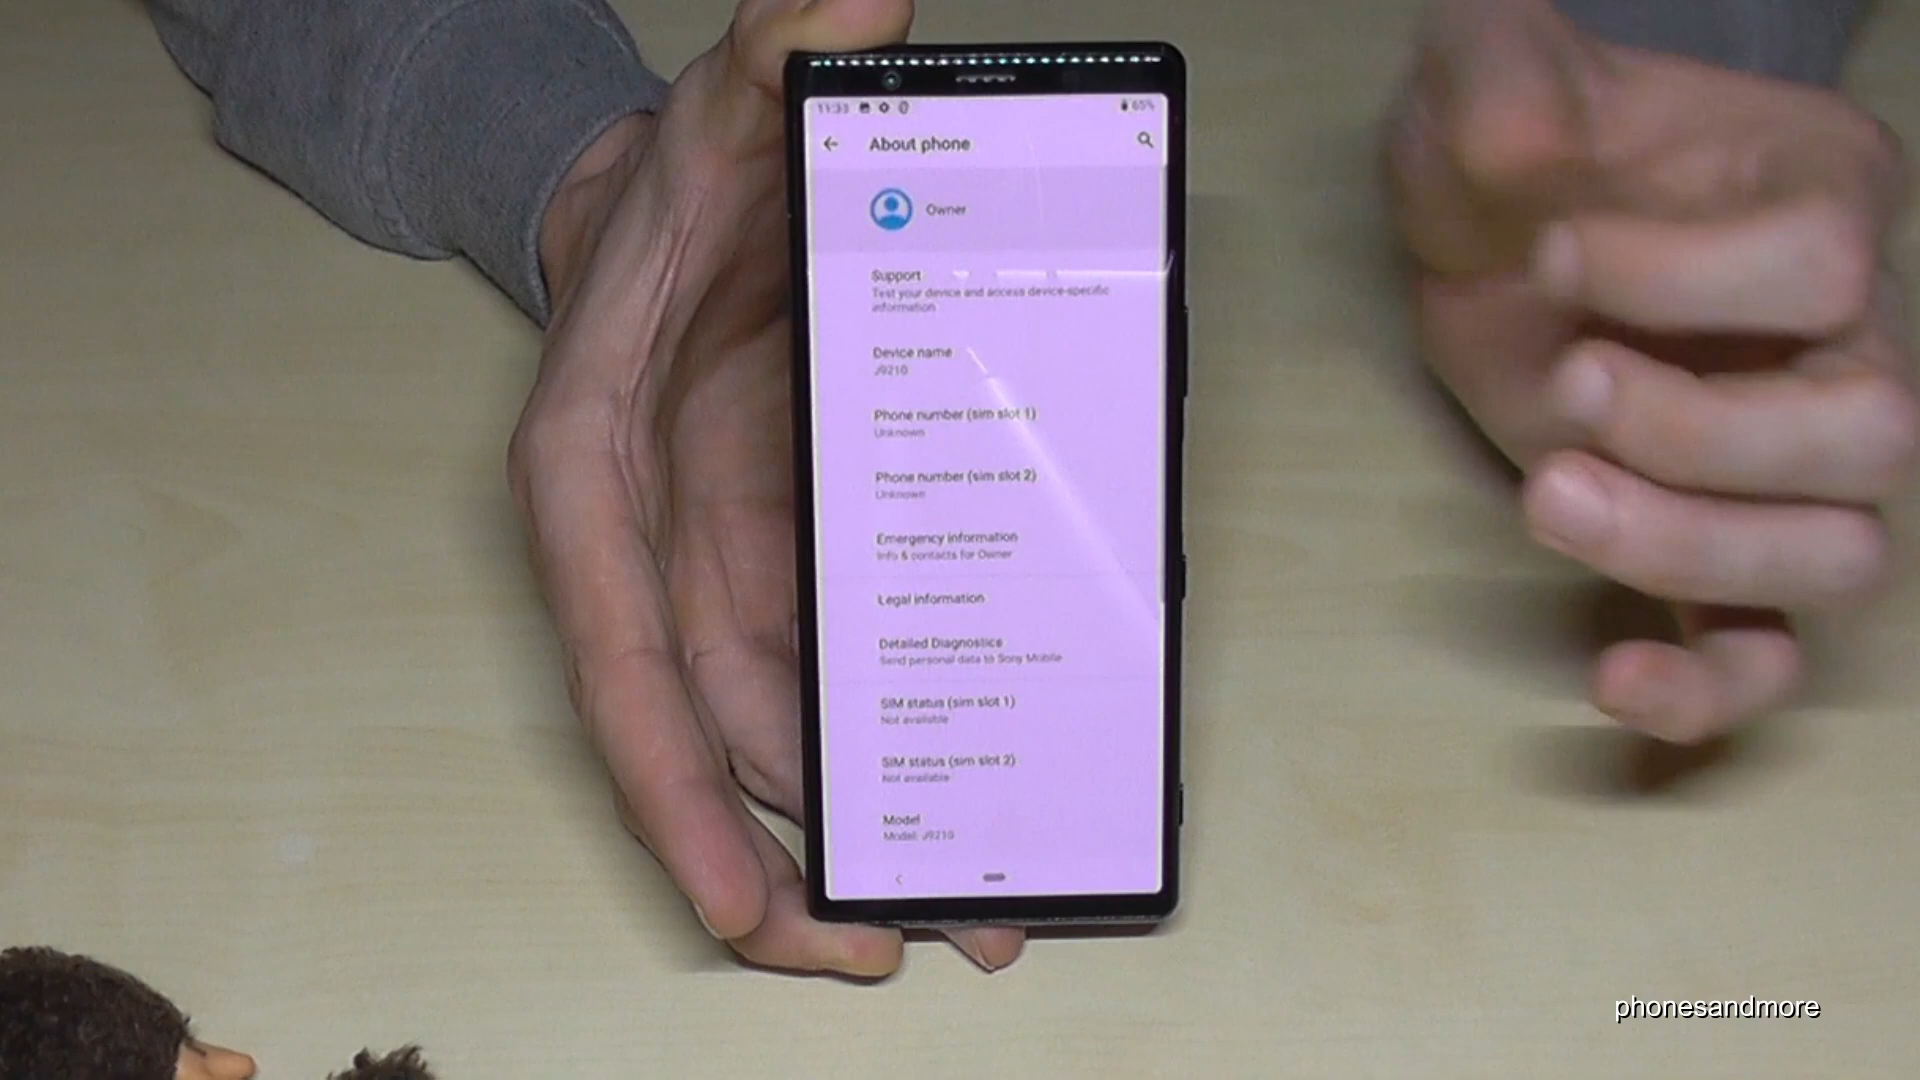 11:33
65%
About phone
Owner
Support
Test your device and access device-specific
information
Device name
J9210
Phone number (sim slot 1)
Unknown
Phone number (sim slot 2)
Unknown
Emergency information
Info & contacts for Owner
Legal information
Detailed Diagnostics
Send personal data to Sony Mobile
SIM status (sim slot 1)
Not available
SIM status (sim slot 2)
Not available
Model
Model: J9210
phonesandmore